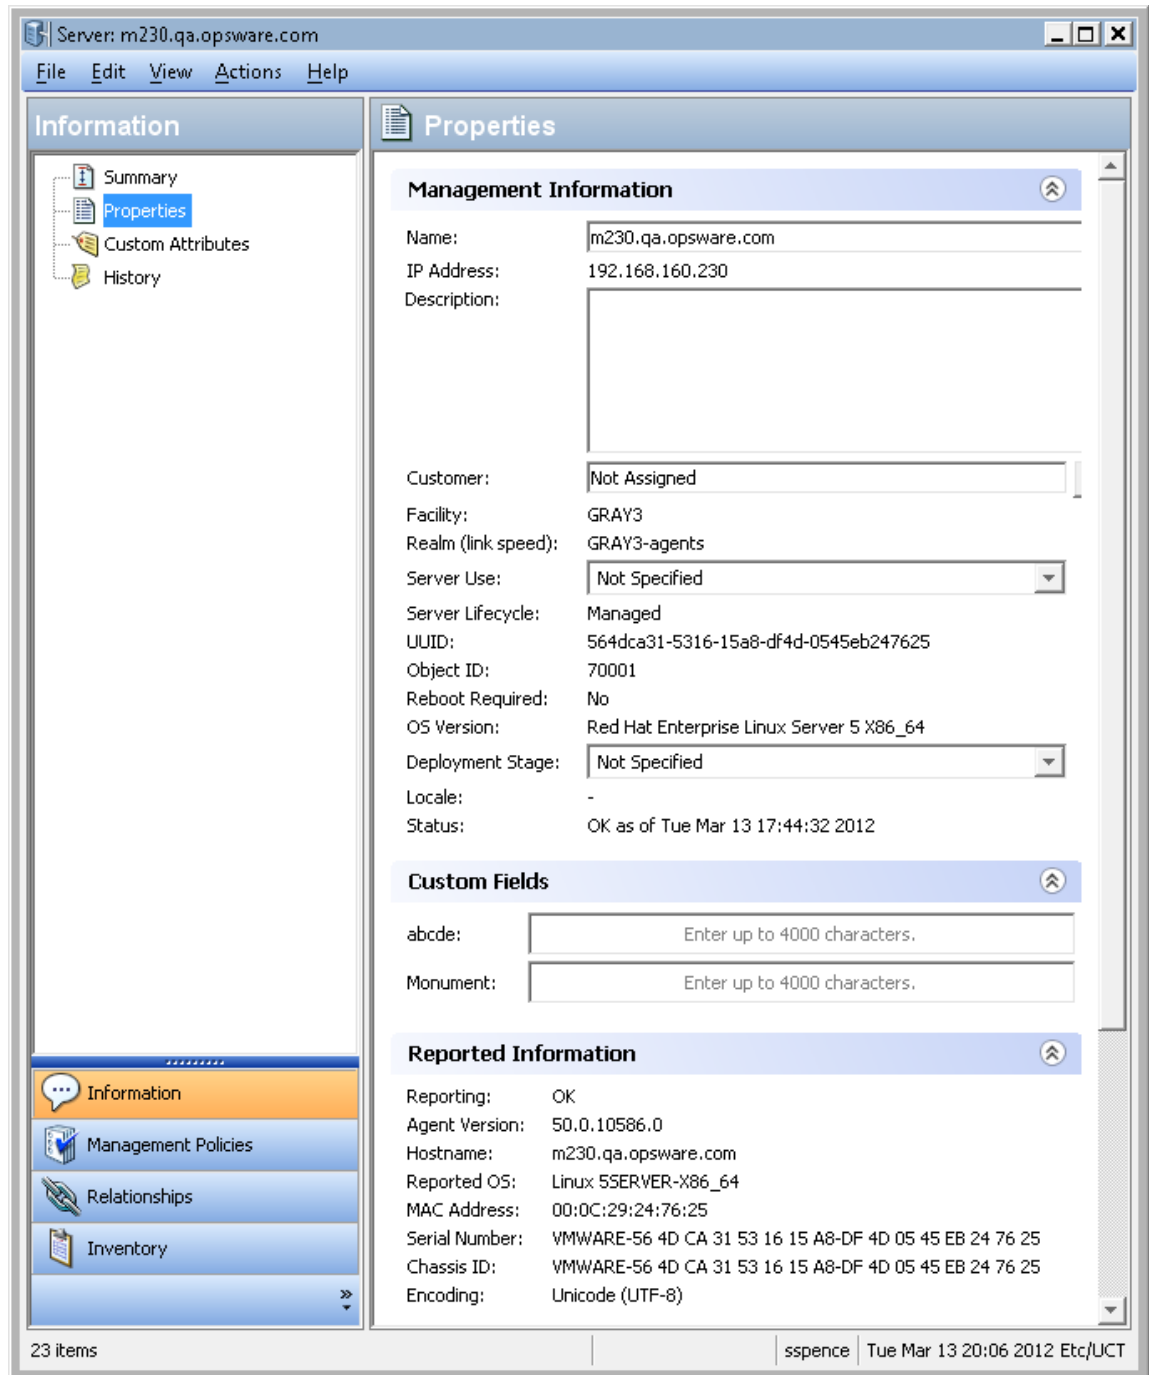 Server: m230.qa.opsware.com
File Edit View Actions Help
Information
Summary
Properties
Custom Attributes
History
Information
Management Policies
Relationships
Inventory
Properties
Management Information
Name: m230.qa.opsware.com
IP Address: 192.168.160.230
Description:
Customer: Not Assigned
Facility: GRAY3
Realm (link speed): GRAY3-agents
Server Use: Not Specified
Server Lifecycle: Managed
UUID: 564dca31-5316-15a8-df4d-0545eb247625
Object ID: 70001
Reboot Required: No
OS Version: Red Hat Enterprise Linux Server 5 X86_64
Deployment Stage: Not Specified
Locale: -
Status: OK as of Tue Mar 13 17:44:32 2012
Custom Fields
abcde: Enter up to 4000 characters.
Monument: Enter up to 4000 characters.
Reported Information
Reporting: OK
Agent Version: 50.0.10586.0
Hostname: m230.qa.opsware.com
Reported OS: Linux 5SERVER-X86_64
MAC Address: 00:0C:29:24:76:25
Serial Number: VMWARE-56 4D CA 31 53 16 15 A8-DF 4D 05 45 EB 24 76 25
Chassis ID: VMWARE-56 4D CA 31 53 16 15 A8-DF 4D 05 45 EB 24 76 25
Encoding: Unicode (UTF-8)
23 items sspence Tue Mar 13 20:06 2012 Etc/UCT